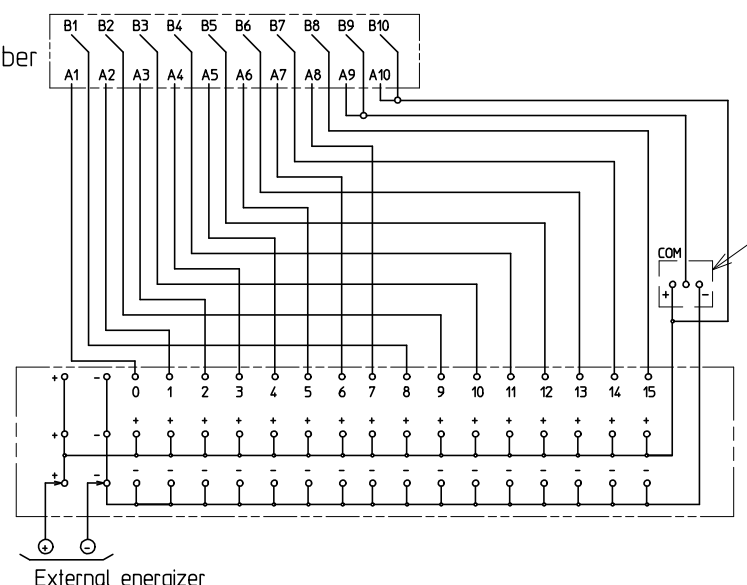 B1 B2 B3 B4 B5 B6 B7 B8 B9 B10
ber
A1 A2 A3 A4 A5 A6 A7 A8 A9 A10
COM
+ -
+ - 0 1 2 3 4 5 6 7 8 9 10 11 12 13 14 15
+ + + + + + + + + + + + + + + +
+ -
+ - - - - - - - - - - - - - - - - -
+ -
External energizer